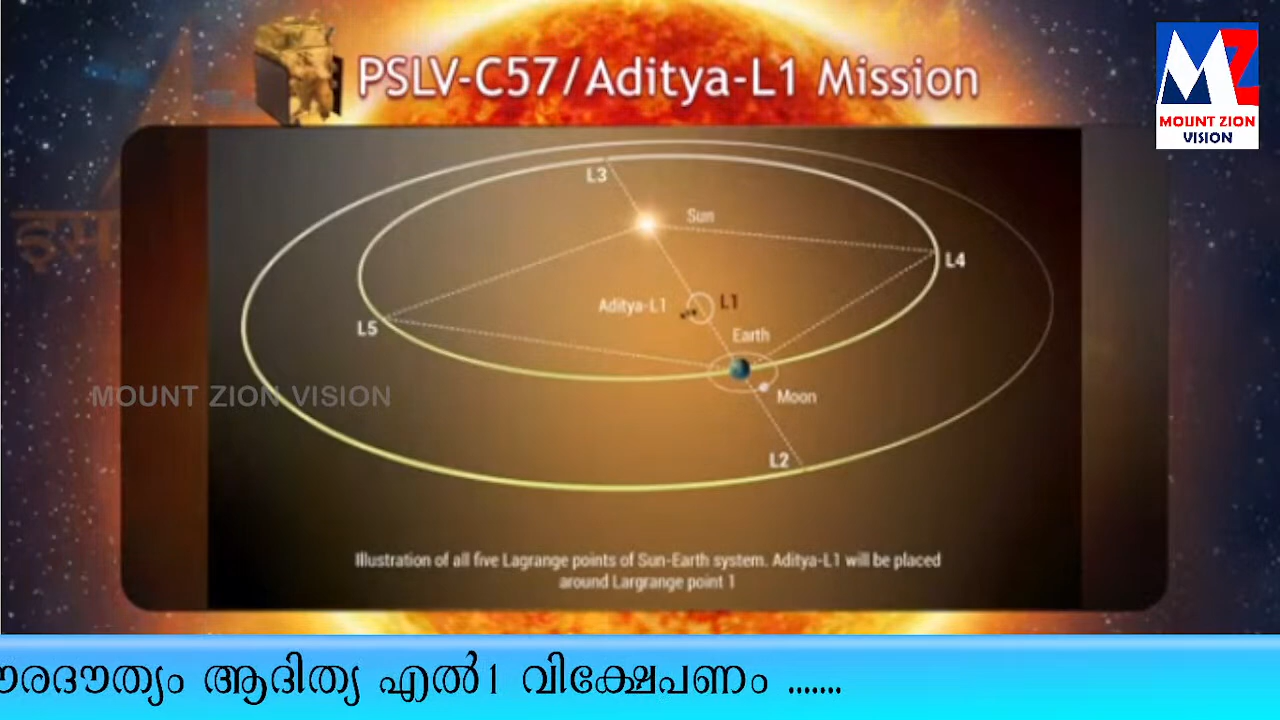 PSLV-C57/Aditya-L1 Mission
MZ
MOUNT ZION
VISION
L3
Sun
L4
Aditya-L1
L1
Earth
L5
Moon
MOUNT ZION VISION
L2
Illustration of all five Lagrange points of Sun-Earth system. Aditya-L1 will be placed
around Largrange point 1
ആദിത്യ എൽ1 വിക്ഷേപണം .......